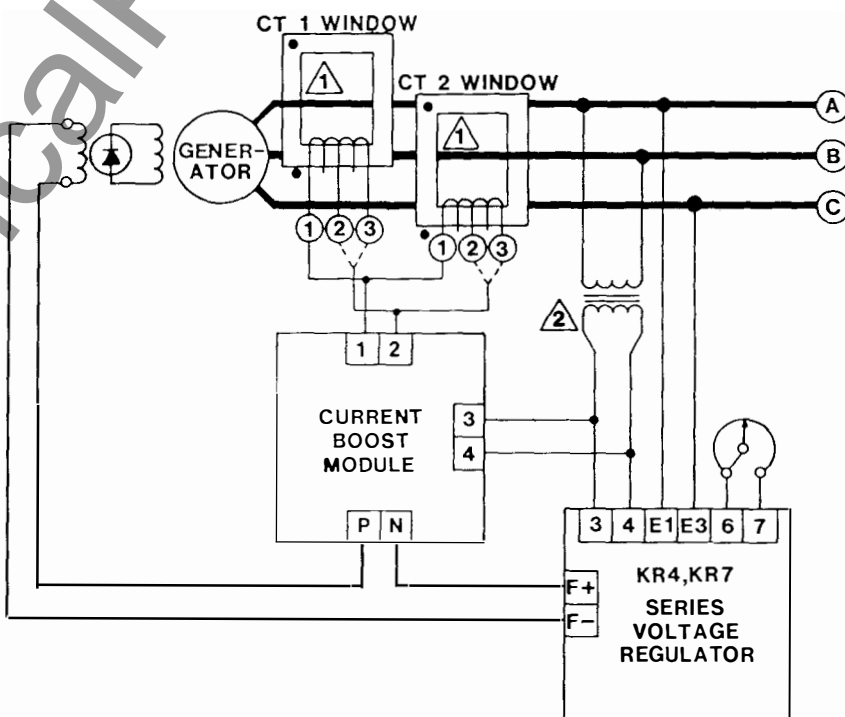 CT 1 WINDOW
1
CT 2 WINDOW
1
A
B
C
GENER-
ATOR
1 2 3
1 2 3
2
1 2
CURRENT
BOOST
MODULE
3
4
P N
3 4 E1 E3 6 7
KR4,KR7
SERIES
VOLTAGE
REGULATOR
F+
F-